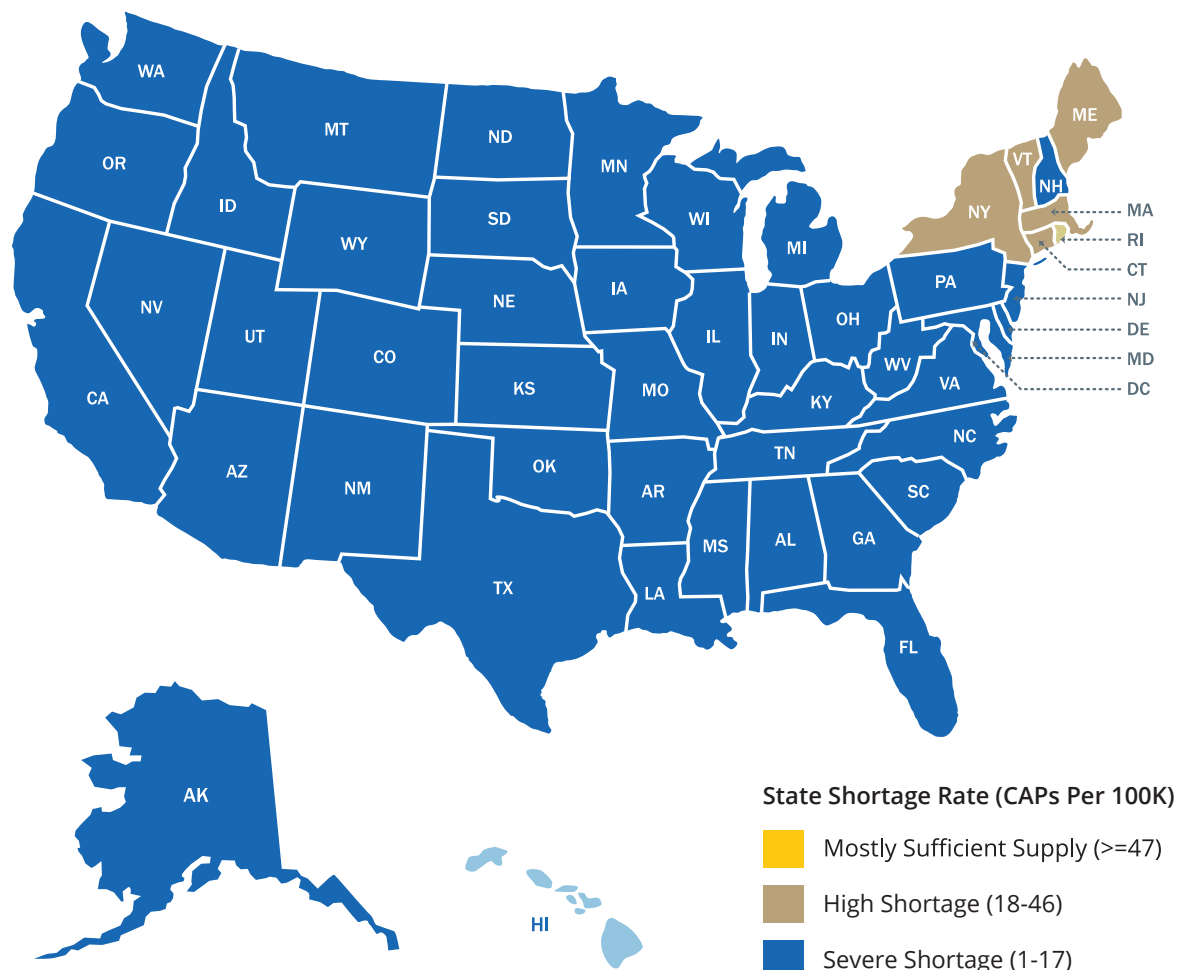 WA
MT
ND
MN
ME
VT
NH
OR
ID
SD
WI
NY
MA
WY
MI
RI
CT
IA
PA
NE
NV
NJ
UT
IL
IN
OH
DE
CO
MD
WV
KS
MO
VA
DC
CA
KY
NC
TN
OK
AZ
NM
AR
SC
MS
AL
GA
TX
LA
FL
AK
HI
State Shortage Rate (CAPs Per 100K)
Mostly Sufficient Supply (>=47)
High Shortage (18-46)
Severe Shortage (1-17)